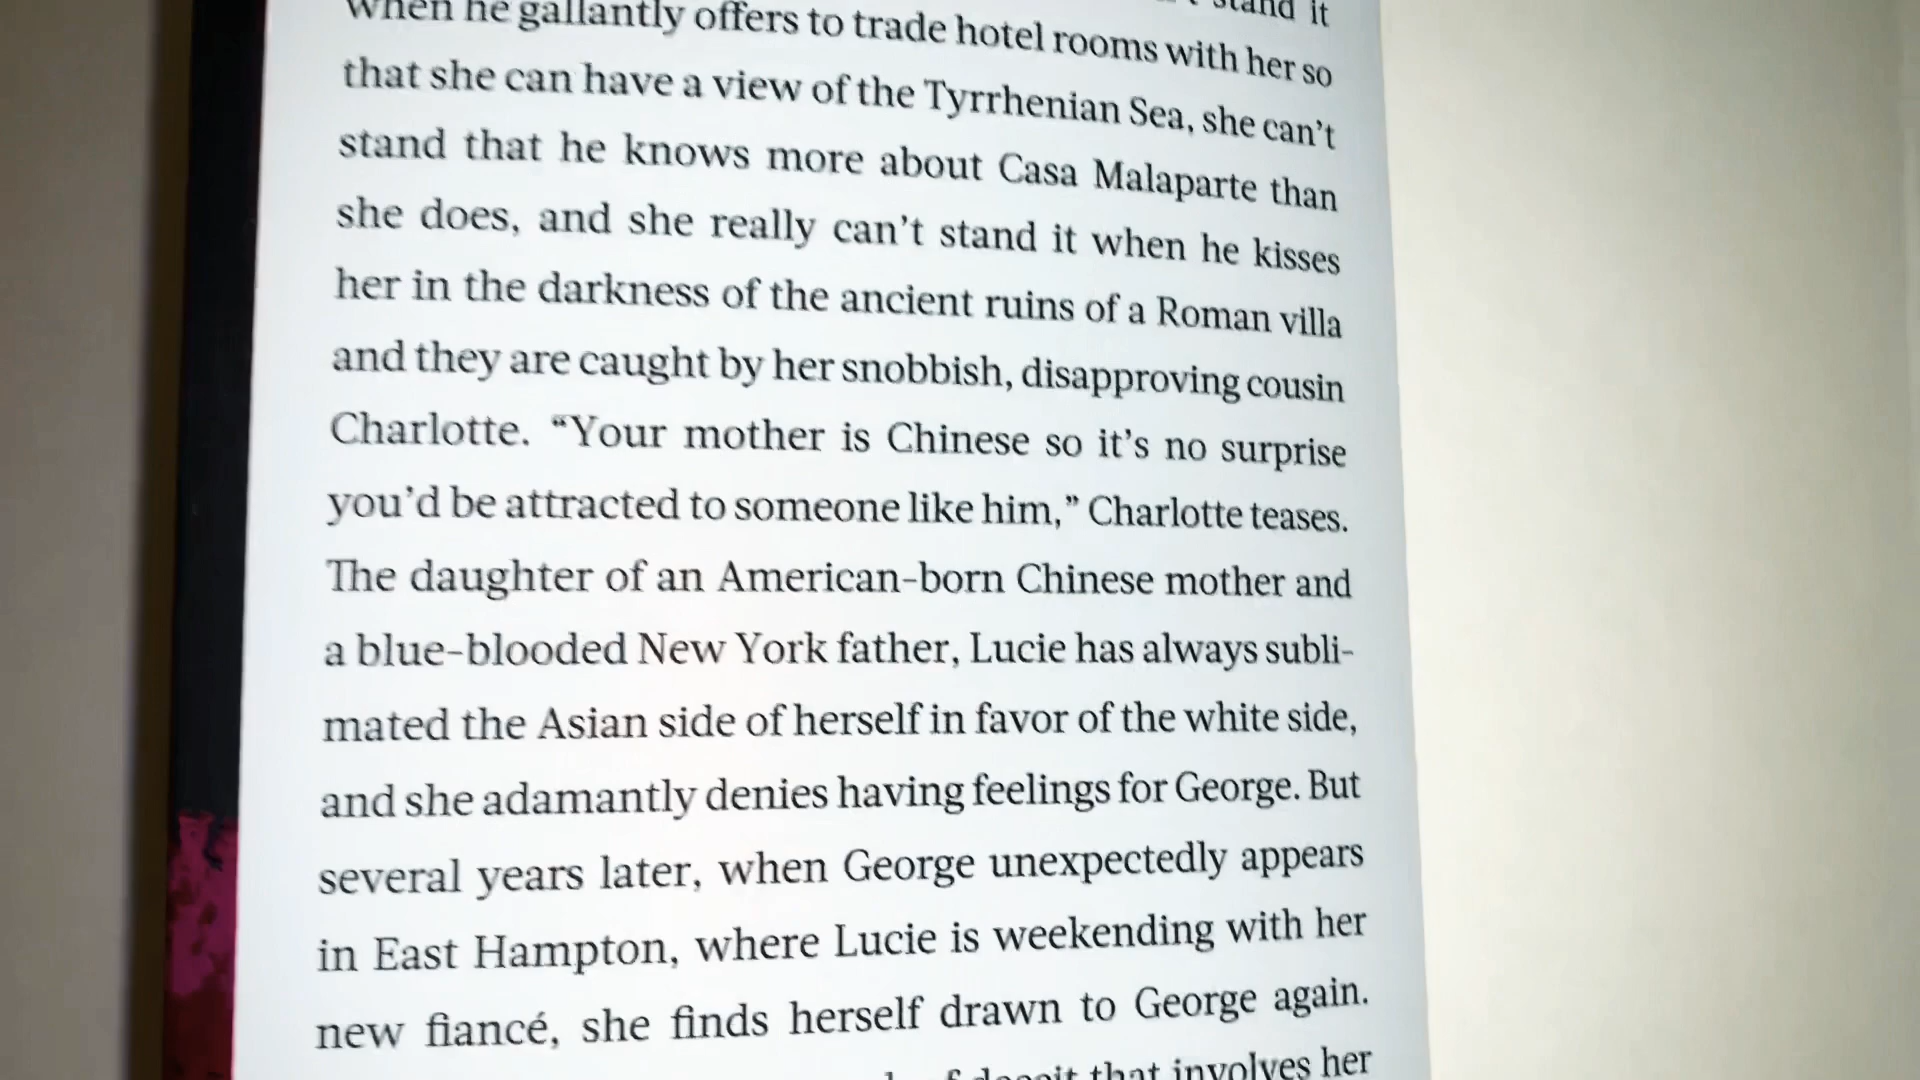 stand it
when he gallantly offers to trade hotel rooms with her so
that she can have a view of the Tyrrhenian Sea, she can’t
stand that he knows more about Casa Malaparte than
she does, and she really can’t stand it when he kisses
her in the darkness of the ancient ruins of a Roman villa
and they are caught by her snobbish, disapproving cousin
Charlotte. “Your mother is Chinese so it’s no surprise
you’d be attracted to someone like him,” Charlotte teases.
The daughter of an American-born Chinese mother and
a blue-blooded New York father, Lucie has always subli-
mated the Asian side of herself in favor of the white side,
and she adamantly denies having feelings for George. But
several years later, when George unexpectedly appears
in East Hampton, where Lucie is weekending with her
new fiancé, she finds herself drawn to George again.
deceit that involves her